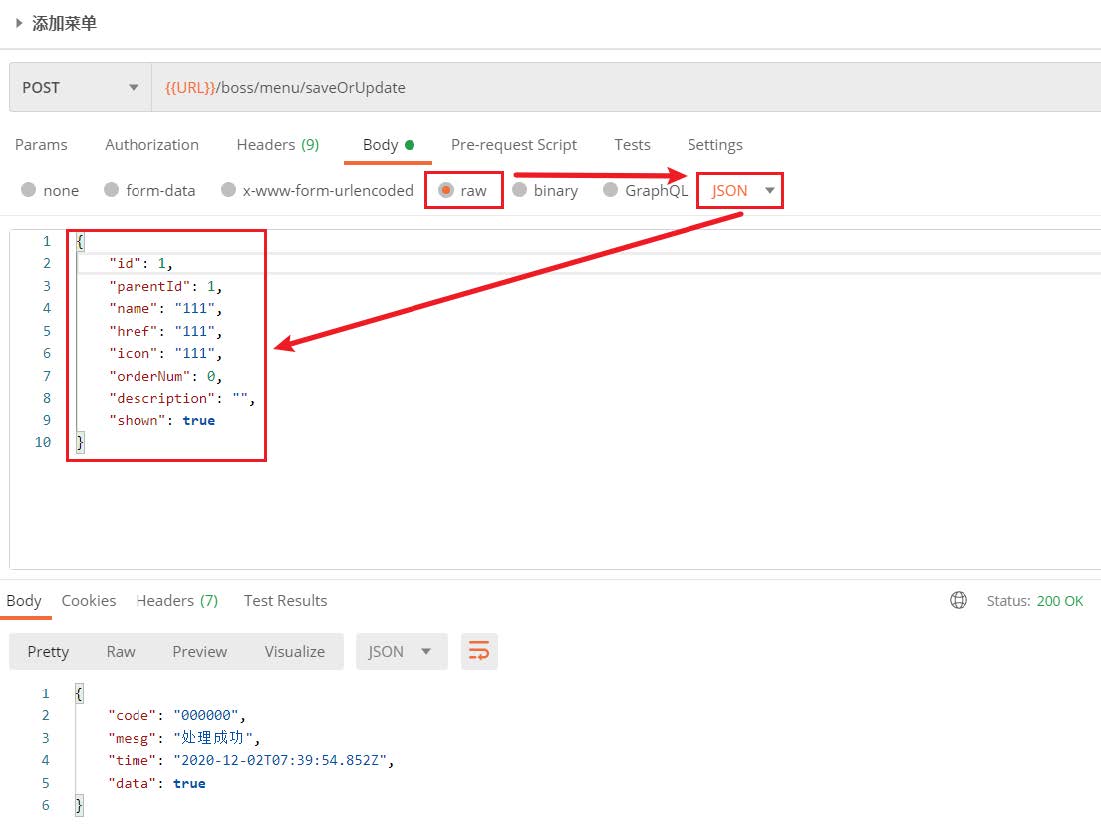 添加菜单
POST {{URL}}/boss/menu/saveOrUpdate
Params Authorization Headers (9) Body Pre-request Script Tests Settings
none form-data x-www-form-urlencoded raw binary GraphQL JSON
1 {
2 "id": 1,
3 "parentId": 1,
4 "name": "111",
5 "href": "111",
6 "icon": "111",
7 "orderNum": 0,
8 "description": "",
9 "shown": true
10 }
Body Cookies Headers (7) Test Results Status: 200 OK
Pretty Raw Preview Visualize JSON
1 {
2 "code": "000000",
3 "mesg": "处理成功",
4 "time": "2020-12-02T07:39:54.852Z",
5 "data": true
6 }